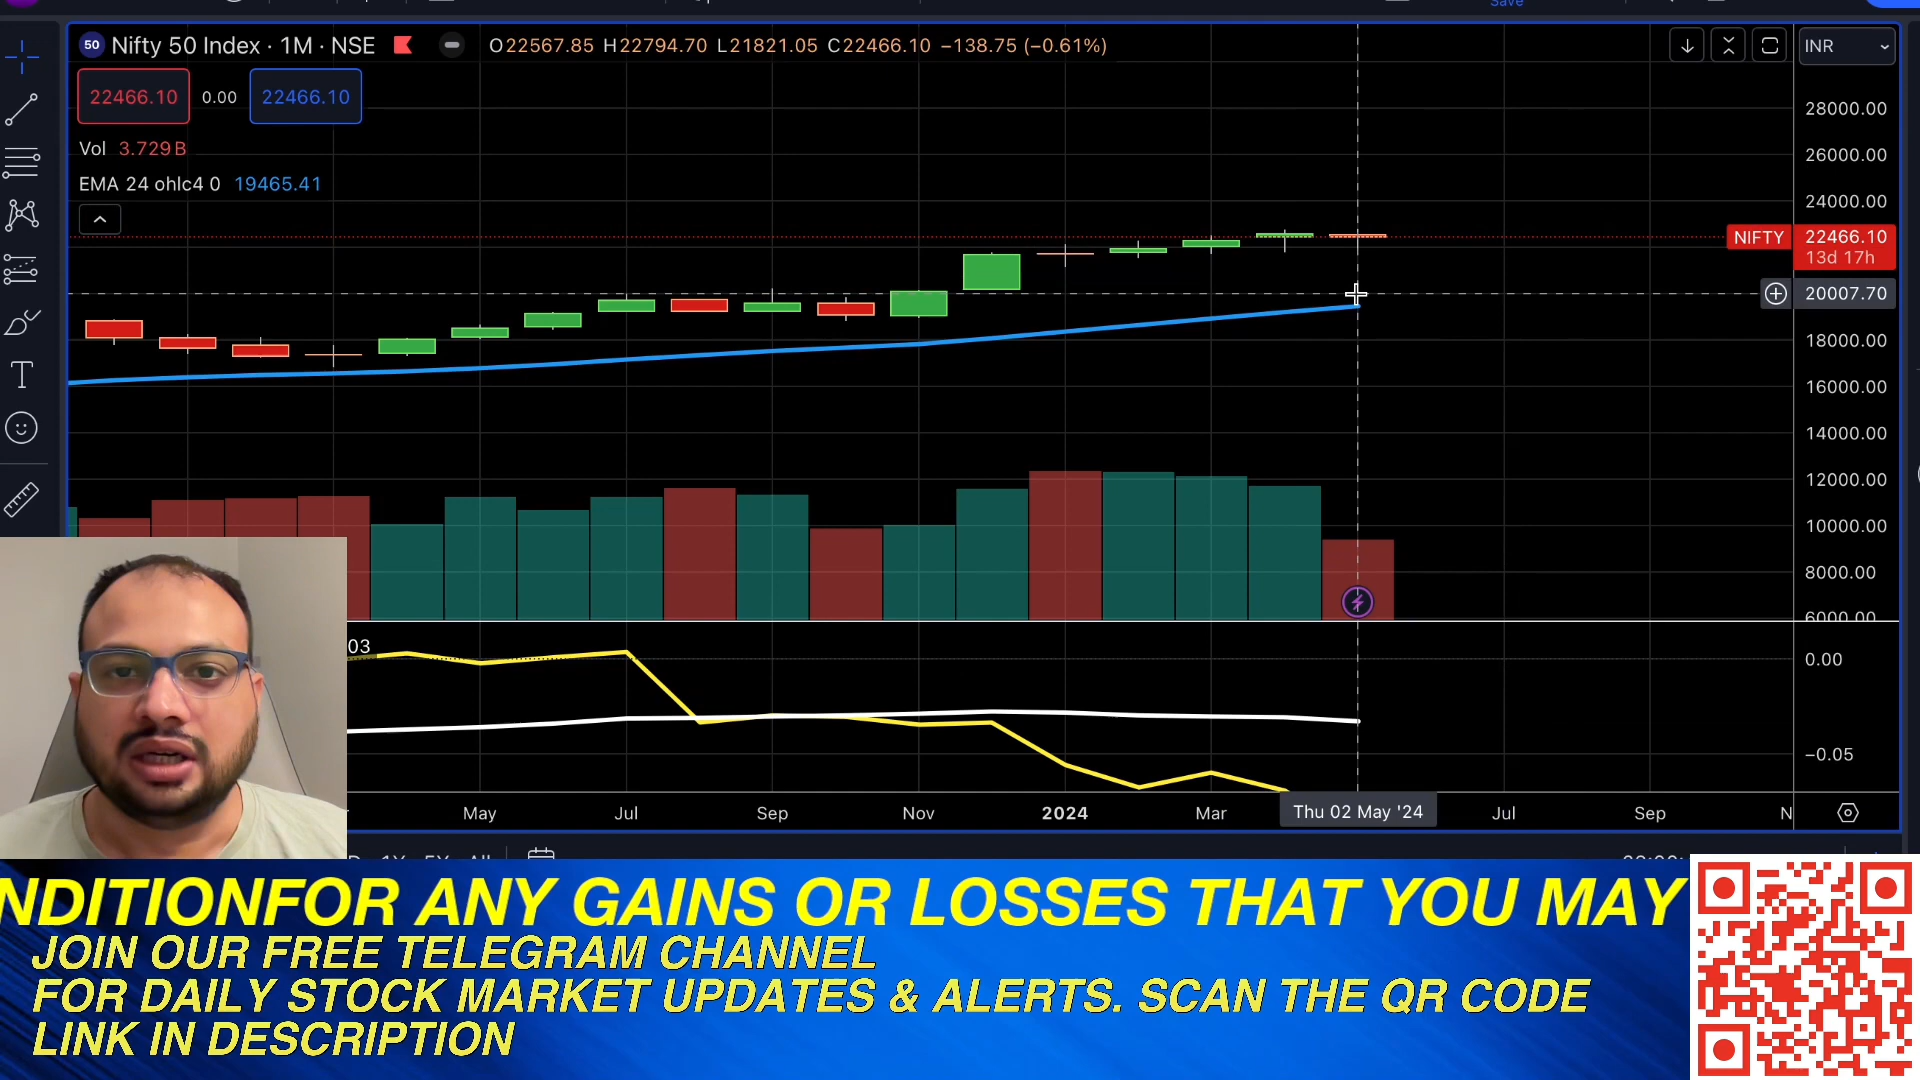 Save
50 Nifty 50 Index · 1M · NSE O22567.85 H22794.70 L21821.05 C22466.10 −138.75 (−0.61%)
INR
22466.10 0.00 22466.10
Vol 3.729 B
EMA 24 ohlc4 0 19465.41
28000.00
26000.00
24000.00
NIFTY 22466.10
13d 17h
20007.70
18000.00
16000.00
14000.00
12000.00
10000.00
8000.00
6000.00
03
0.00
−0.05
May Jul Sep Nov 2024 Mar Thu 02 May '24 Jul Sep N
NDITIONFOR ANY GAINS OR LOSSES THAT YOU MAY
JOIN OUR FREE TELEGRAM CHANNEL
FOR DAILY STOCK MARKET UPDATES & ALERTS. SCAN THE QR CODE
LINK IN DESCRIPTION